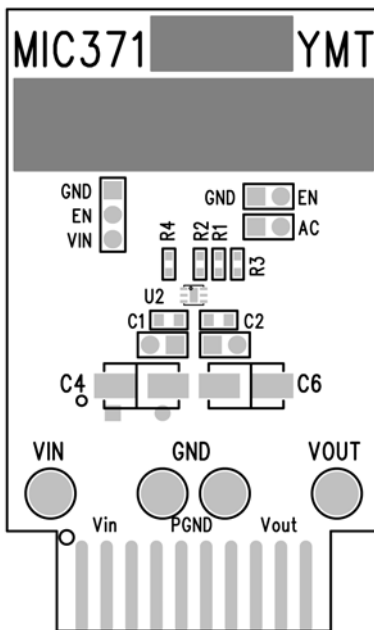 MIC371 YMT
GND
EN
VIN
GND EN
AC
R4 R2 R1 R3
U2
C1 C2
C4 C6
VIN GND VOUT
Vin PGND Vout